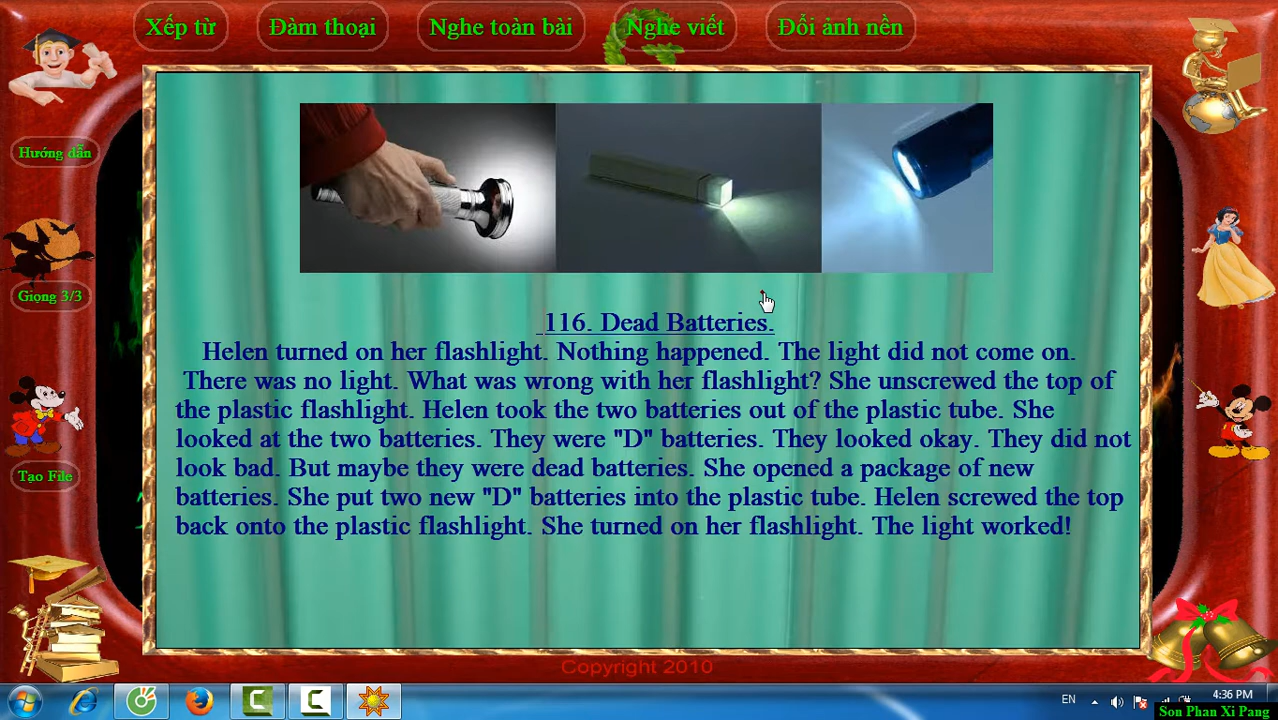 Xếp từ
Đàm thoại
Nghe toàn bài
Nghe viết
Đổi ảnh nền
Hướng dẫn
Giọng 3/3
Tạo File
116. Dead Batteries.
Helen turned on her flashlight. Nothing happened. The light did not come on.
There was no light. What was wrong with her flashlight? She unscrewed the top of
the plastic flashlight. Helen took the two batteries out of the plastic tube. She
looked at the two batteries. They were "D" batteries. They looked okay. They did not
look bad. But maybe they were dead batteries. She opened a package of new
batteries. She put two new "D" batteries into the plastic tube. Helen screwed the top
back onto the plastic flashlight. She turned on her flashlight. The light worked!
Copyright 2010
EN
4:36 PM
Son Phan Xi Pang